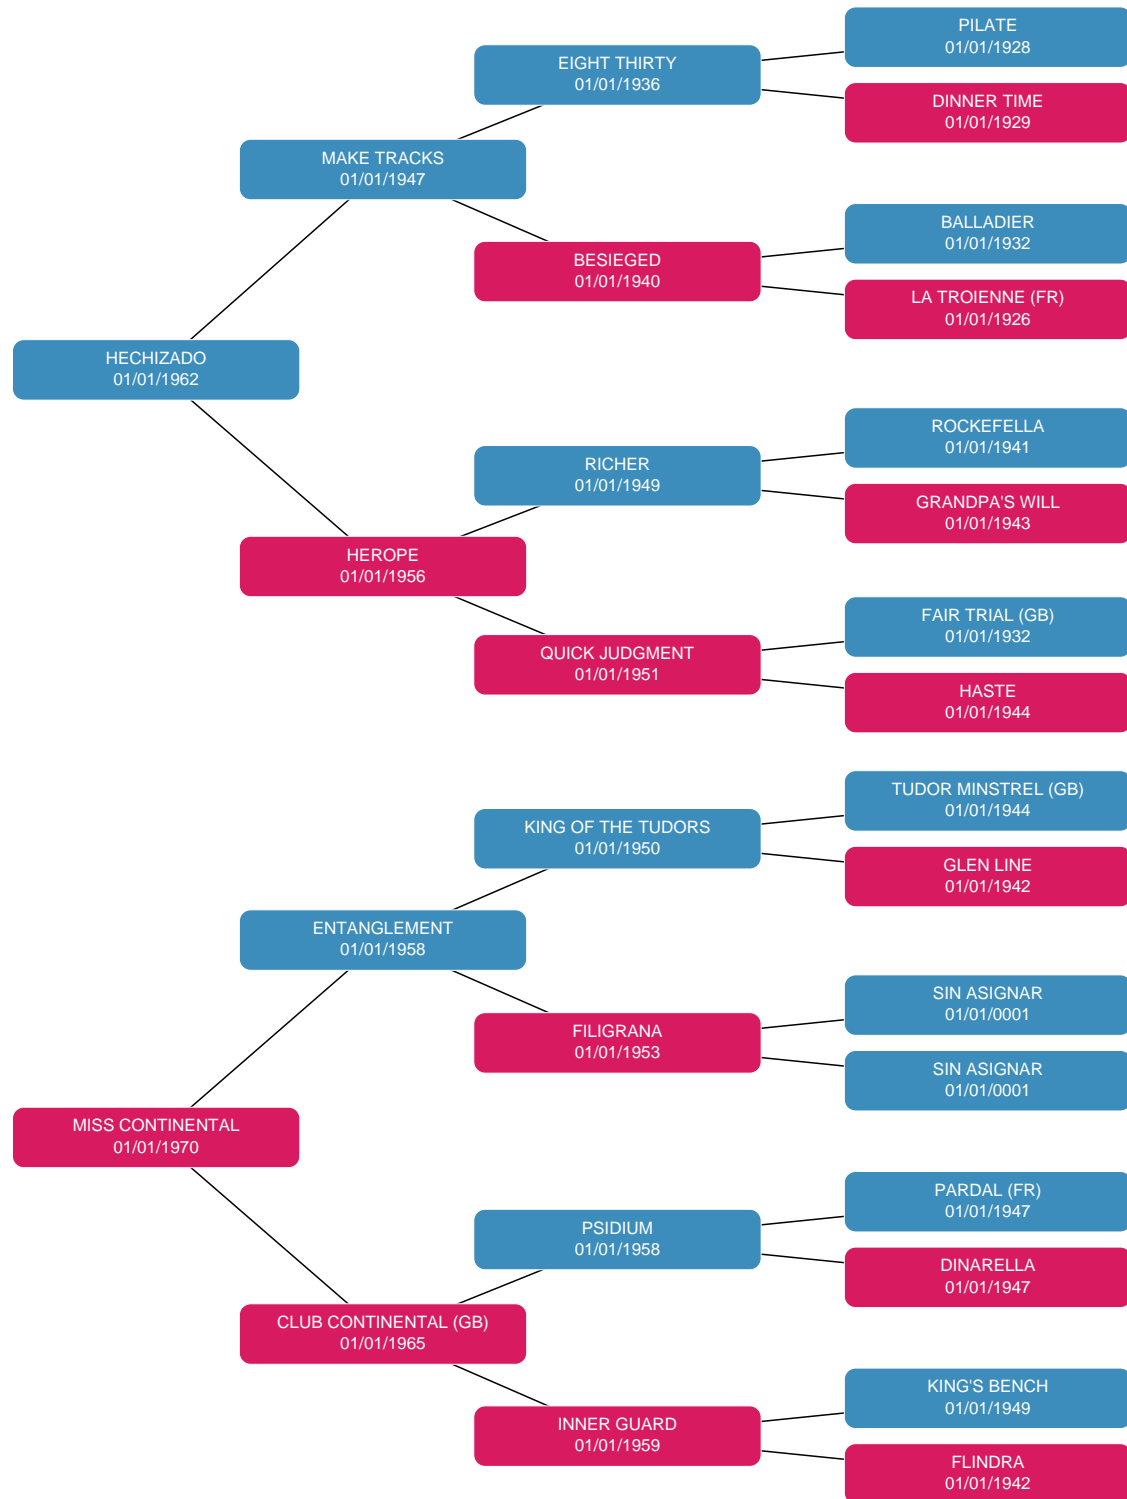 PILATE
01/01/1928
EIGHT THIRTY
01/01/1936
DINNER TIME
01/01/1929
MAKE TRACKS
01/01/1947
BALLADIER
01/01/1932
BESIEGED
01/01/1940
LA TROIENNE (FR)
01/01/1926
HECHIZADO
01/01/1962
ROCKEFELLA
01/01/1941
RICHER
01/01/1949
GRANDPA'S WILL
01/01/1943
HEROPE
01/01/1956
FAIR TRIAL (GB)
01/01/1932
QUICK JUDGMENT
01/01/1951
HASTE
01/01/1944
TUDOR MINSTREL (GB)
01/01/1944
KING OF THE TUDORS
01/01/1950
GLEN LINE
01/01/1942
ENTANGLEMENT
01/01/1958
SIN ASIGNAR
01/01/0001
FILIGRANA
01/01/1953
SIN ASIGNAR
01/01/0001
MISS CONTINENTAL
01/01/1970
PARDAL (FR)
01/01/1947
PSIDIUM
01/01/1958
DINARELLA
01/01/1947
CLUB CONTINENTAL (GB)
01/01/1965
KING'S BENCH
01/01/1949
INNER GUARD
01/01/1959
FLINDRA
01/01/1942